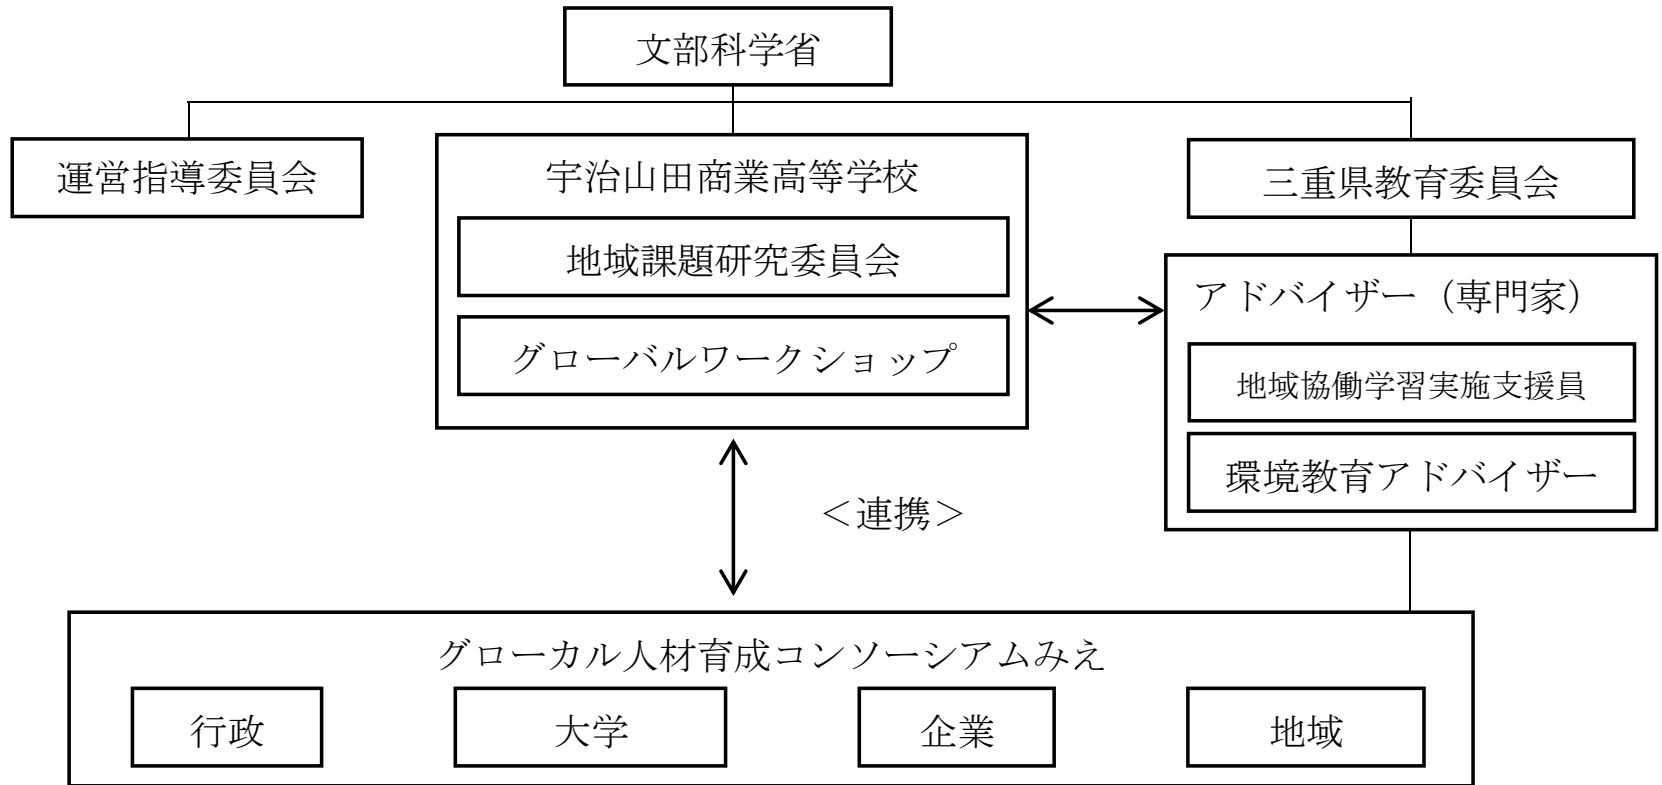 文部科学省
運営指導委員会
宇治山田商業高等学校
三重県教育委員会
地域課題研究委員会
グローバルワークショップ
アドバイザー（専門家）
地域協働学習実施支援員
環境教育アドバイザー
＜連携＞
グローカル人材育成コンソーシアムみえ
行政
大学
企業
地域